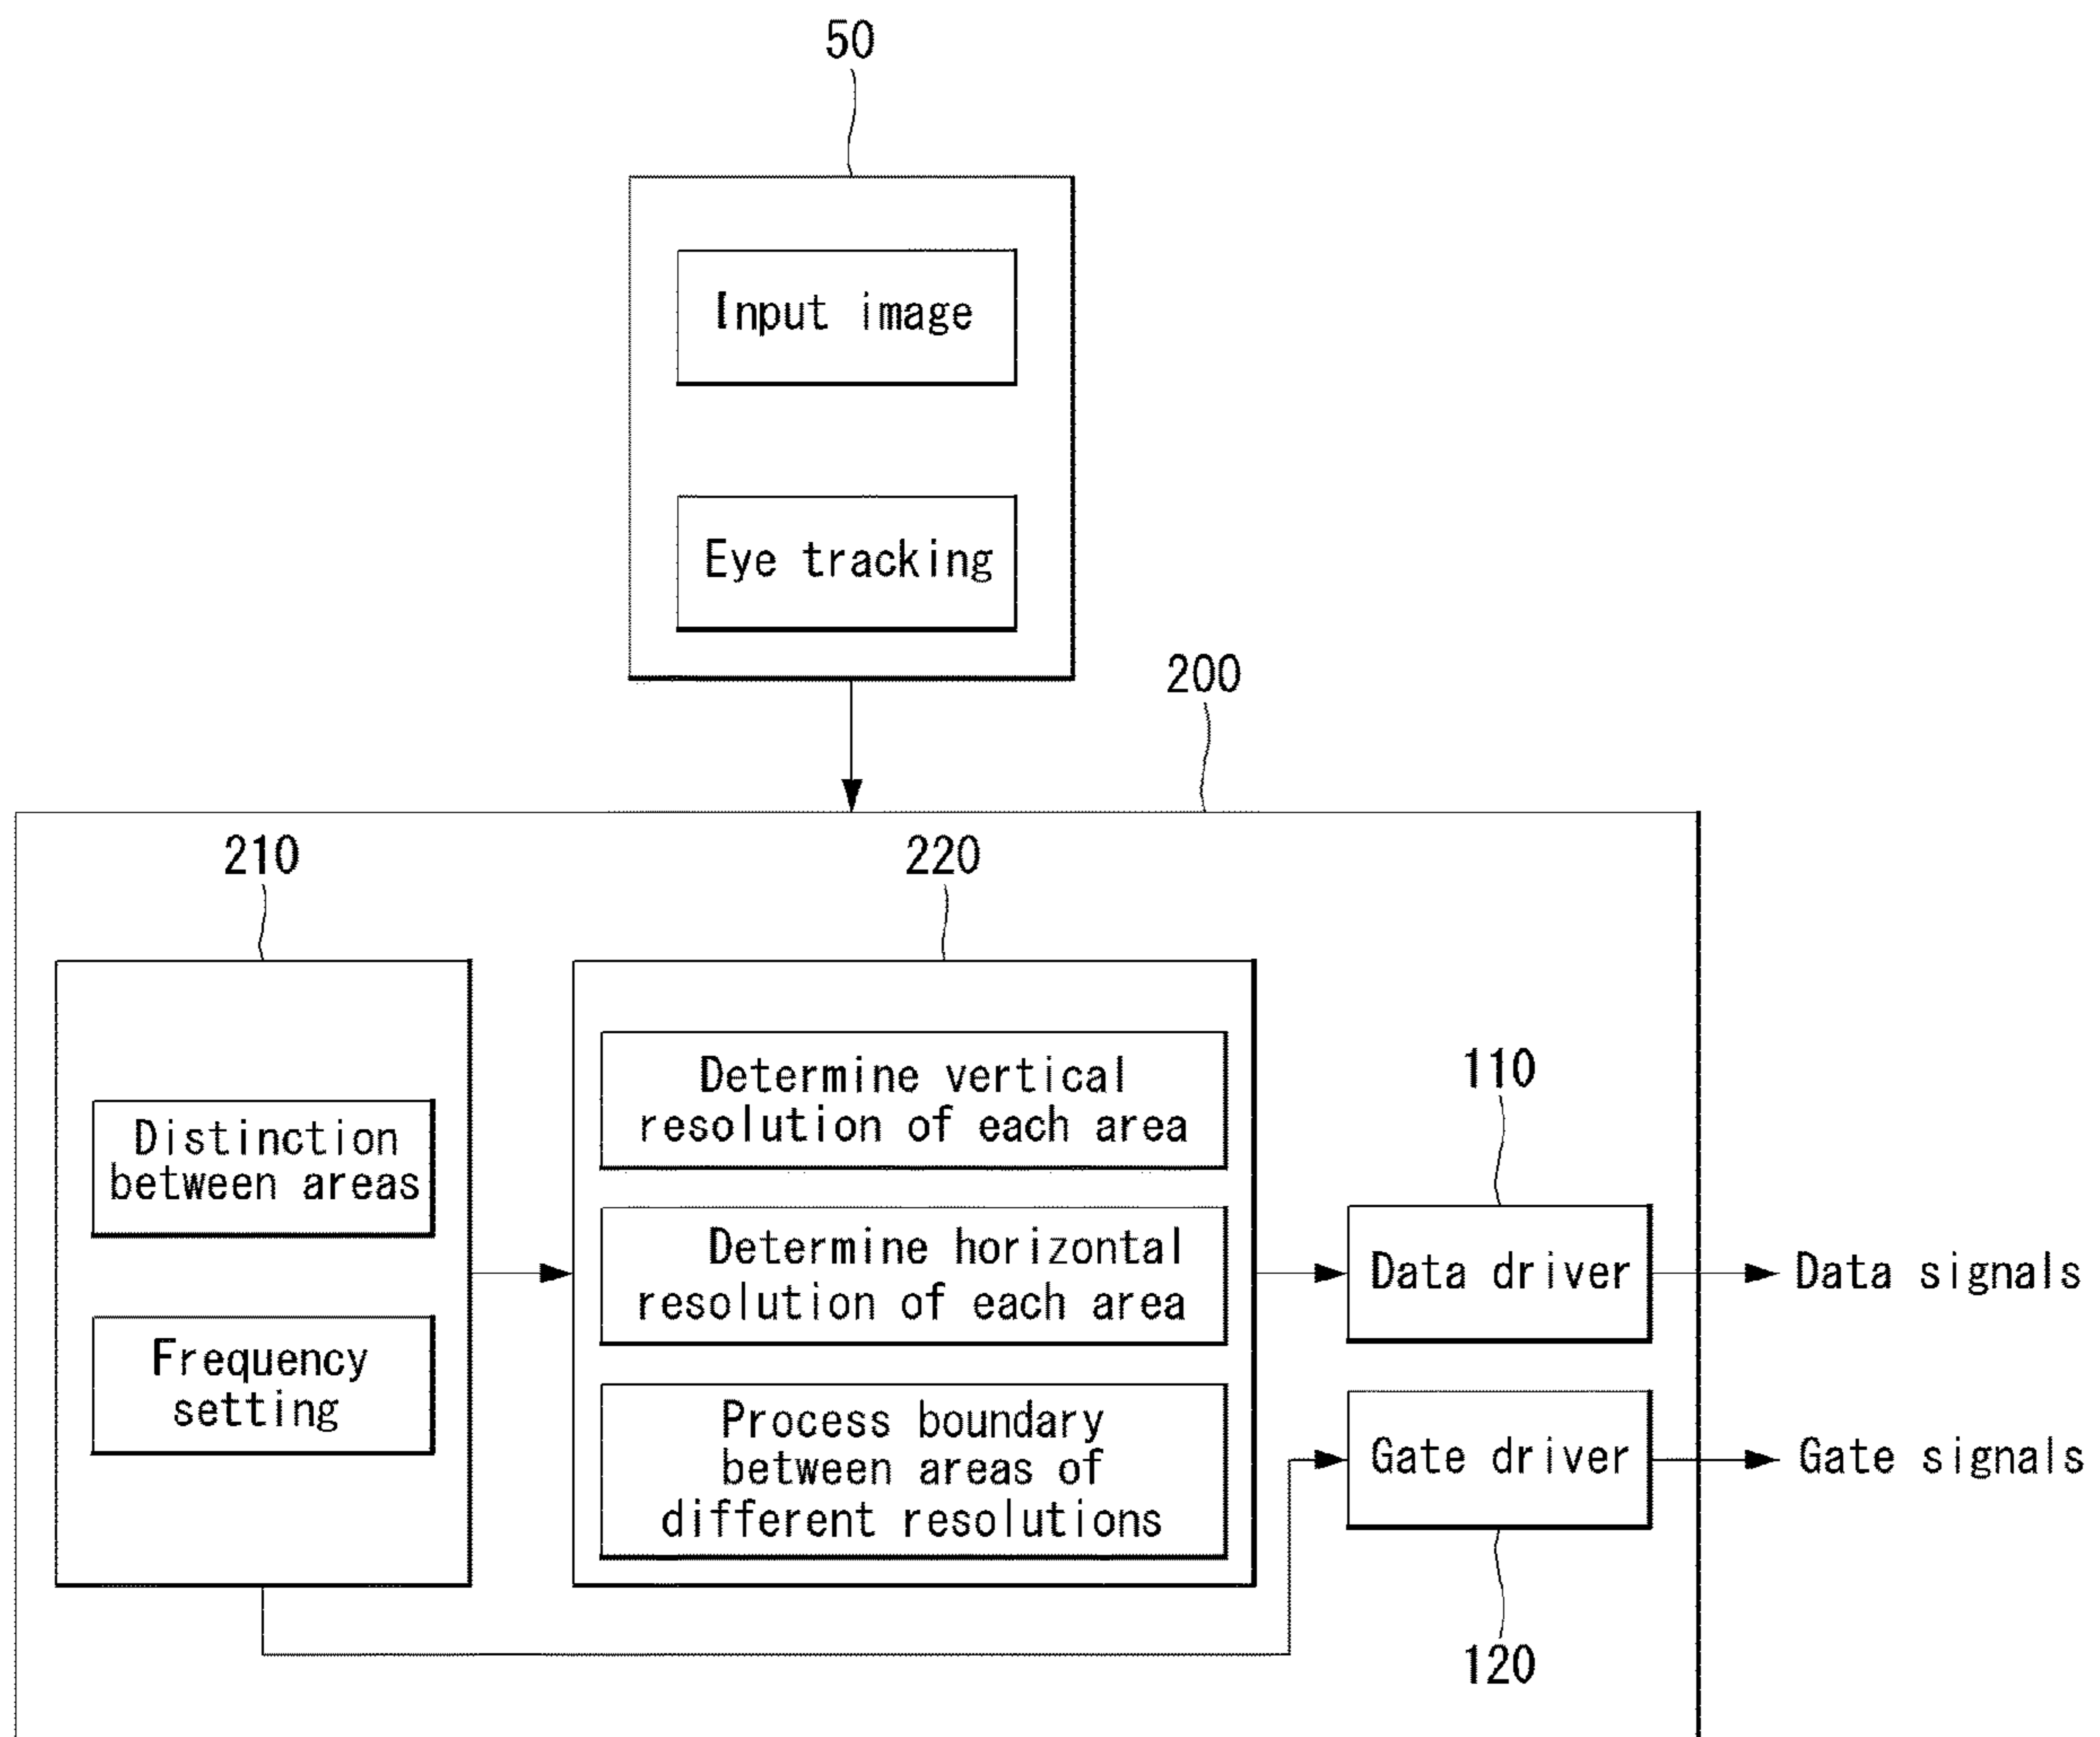 50
Input image
Eye tracking
200
210
220
Distinction
between areas
Frequency
setting
Determine vertical
resolution of each area
Determine horizontal
resolution of each area
Process boundary
between areas of
different resolutions
110
Data driver
Data signals
Gate driver
Gate signals
120